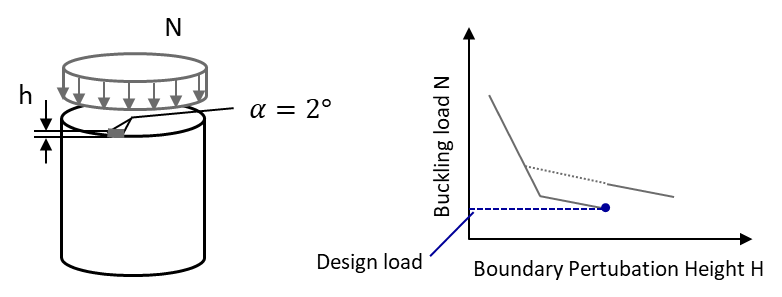 N
h
α = 2°
Buckling load N
Design load
Boundary Pertubation Height H